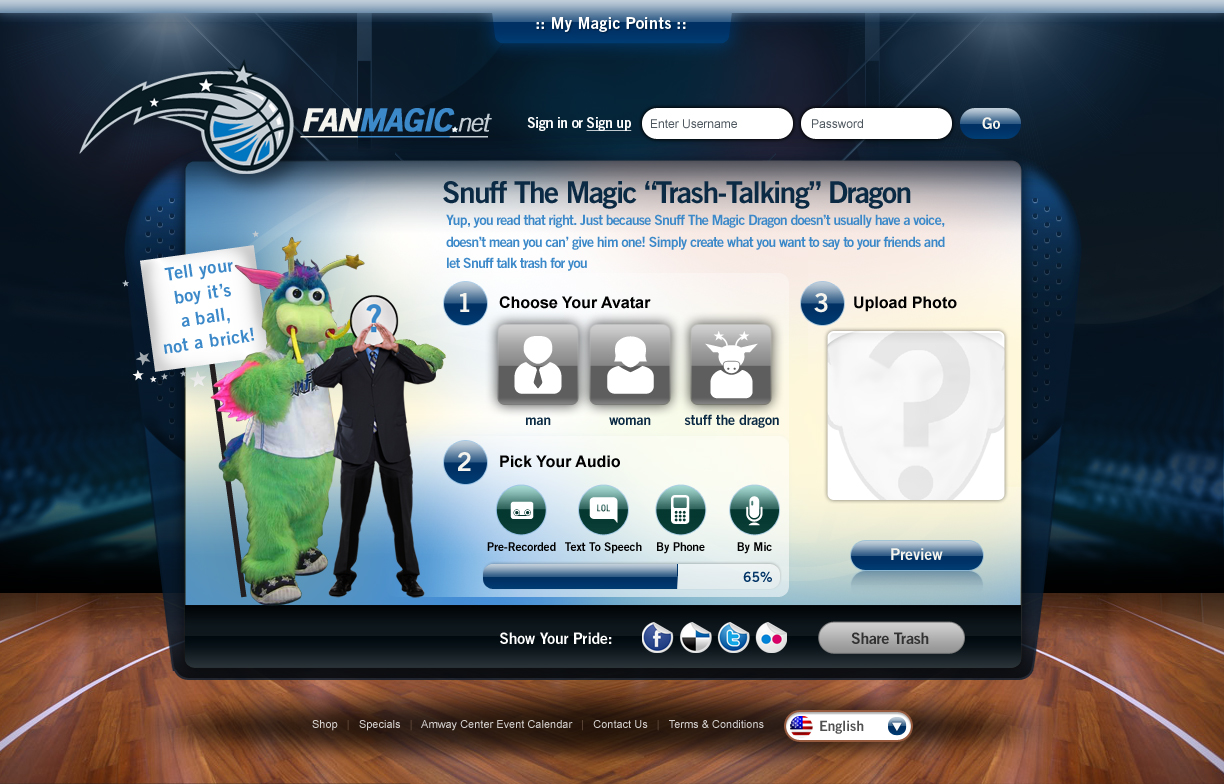 :: My Magic Points ::
FANMAGIC.net
Sign in or Sign up
Enter Username
Password
Go
Snuff The Magic “Trash-Talking” Dragon
Yup, you read that right. Just because Snuff The Magic Dragon doesn't usually have a voice,
doesn't mean you can' give him one! Simply create what you want to say to your friends and
let Snuff talk trash for you
Tell your
boy it's
a ball,
not a brick!
?
1
Choose Your Avatar
man
woman
stuff the dragon
2
Pick Your Audio
LOL
Pre-Recorded
Text To Speech
By Phone
By Mic
65%
3
Upload Photo
?
Preview
Show Your Pride:
f
t
Share Trash
Shop | Specials | Amway Center Event Calendar | Contact Us | Terms & Conditions
English